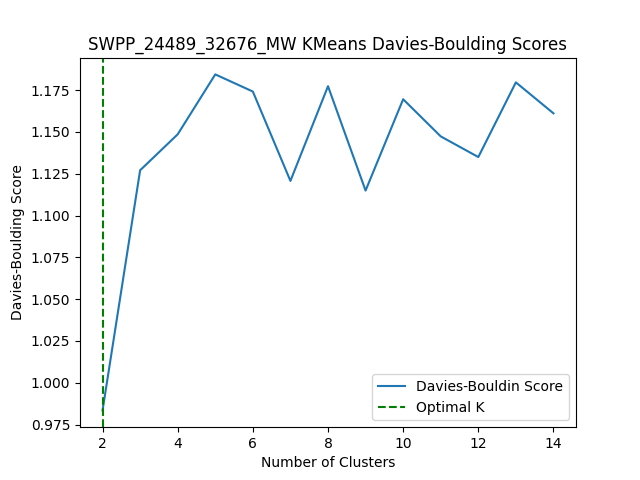 SWPP_24489_32676_MW KMeans Davies-Boulding Scores
Davies-Boulding Score
1.175
1.150
1.125
1.100
1.075
1.050
1.025
1.000
0.975
Davies-Bouldin Score
Optimal K
2 4 6 8 10 12 14
Number of Clusters